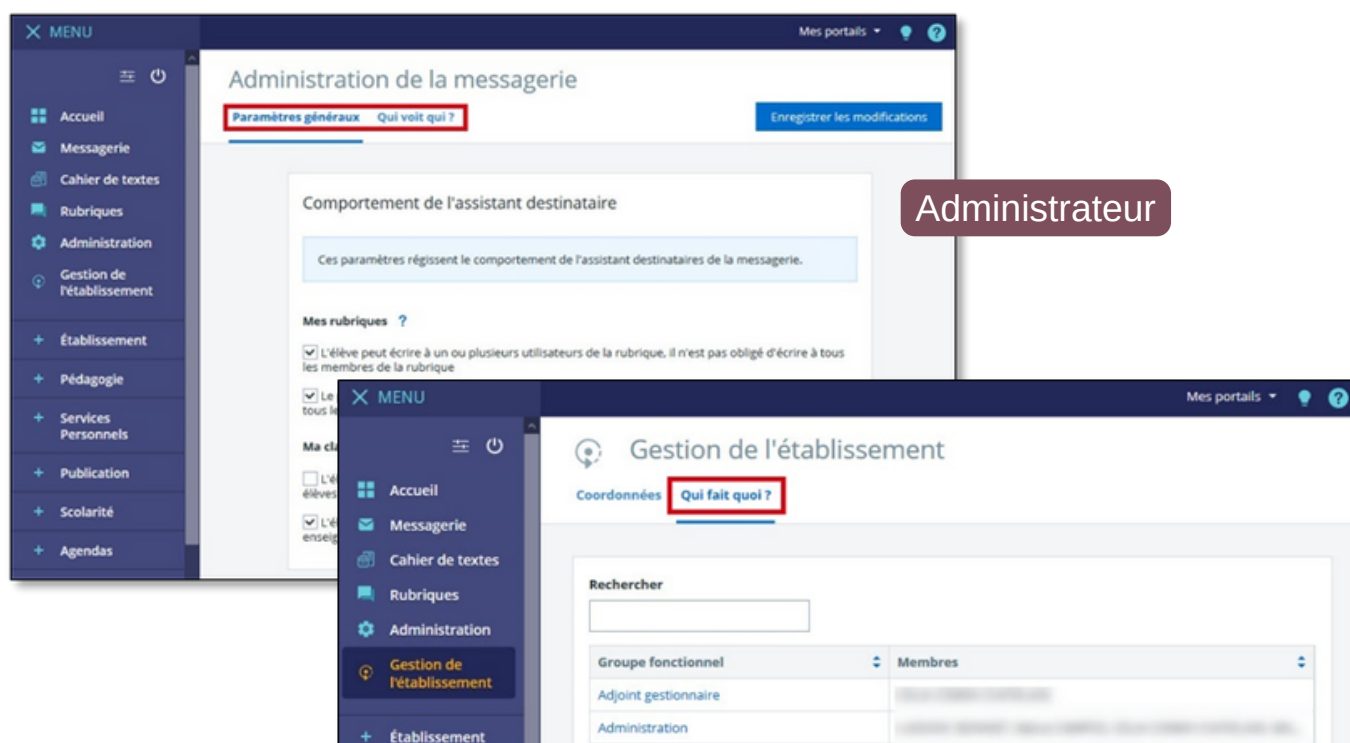 MENU
Mes portails
Accueil
Messagerie
Cahier de textes
Rubriques
Administration
Gestion de
l'établissement
Établissement
Pédagogie
Services
Personnels
Publication
Scolarité
Agendas
Administration de la messagerie
Paramètres généraux Qui voit qui ?
Enregistrer les modifications
Comportement de l'assistant destinataire
Ces paramètres régissent le comportement de l'assistant destinataires de la messagerie.
Mes rubriques ?
L'élève peut écrire à un ou plusieurs utilisateurs de la rubrique, il n'est pas obligé d'écrire à tous
les membres de la rubrique
Le
tous
Ma
élèves
Administrateur
MENU
Mes portails
Accueil
Messagerie
Cahier de textes
Rubriques
Administration
Gestion de
l'établissement
Établissement
Gestion de l'établissement
Coordonnées Qui fait quoi ?
Rechercher
Groupe fonctionnel Membres
Adjoint gestionnaire
Administration